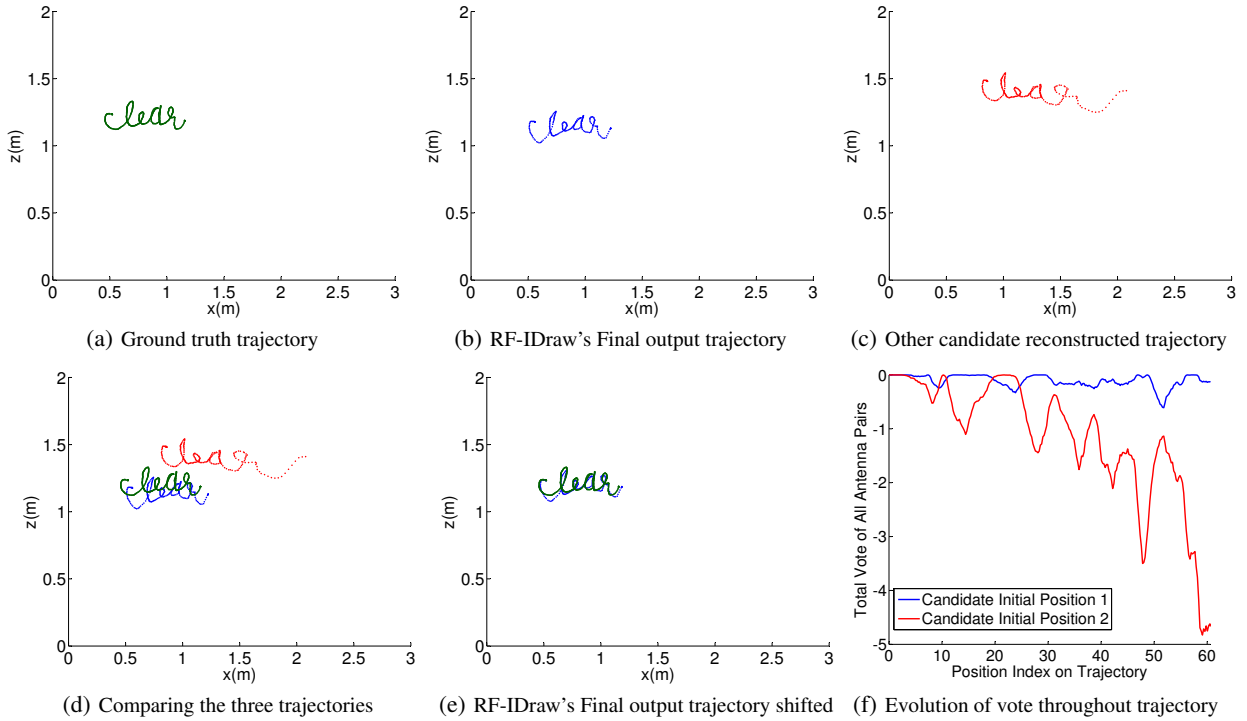 2
1.5
1
0.5
0
z(m)
clear
0 0.5 1 1.5 2 2.5 3
x(m)
(a) Ground truth trajectory
2
1.5
1
0.5
0
z(m)
clear
0 0.5 1 1.5 2 2.5 3
x(m)
(b) RF-IDraw's Final output trajectory
2
1.5
1
0.5
0
z(m)
clear
0 0.5 1 1.5 2 2.5 3
x(m)
(c) Other candidate reconstructed trajectory
2
1.5
1
0.5
0
z(m)
clear
clear
clear
0 0.5 1 1.5 2 2.5 3
x(m)
(d) Comparing the three trajectories
2
1.5
1
0.5
0
z(m)
clear
0 0.5 1 1.5 2 2.5 3
x(m)
(e) RF-IDraw's Final output trajectory shifted
0
-1
-2
-3
-4
-5
Total Vote of All Antenna Pairs
Candidate Initial Position 1
Candidate Initial Position 2
0 10 20 30 40 50 60
Position Index on Trajectory
(f) Evolution of vote throughout trajectory